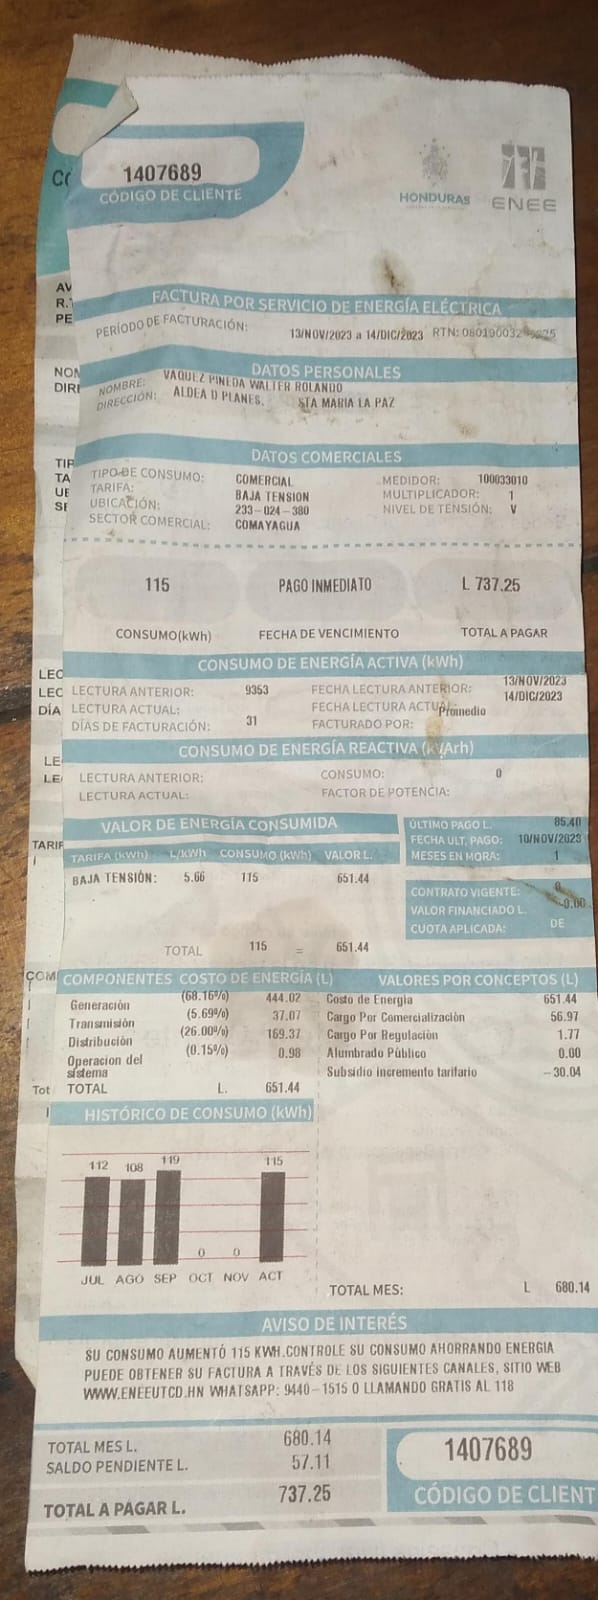 1407689
CÓDIGO DE CLIENTE
HONDURAS
ENEE
FACTURA POR SERVICIO DE ENERGÍA ELÉCTRICA
PERÍODO DE FACTURACIÓN: 13/NOV/2023 a 14/DIC/2023 RTN:
DATOS PERSONALES
NOMBRE: VAQUEZ PINEDA WALTER ROLANDO
DIRECCIÓN: ALDEA D PLANES. STA MARIA LA PAZ
DATOS COMERCIALES
TIPO DE CONSUMO: COMERCIAL MEDIDOR: 100033010
TARIFA: BAJA TENSION MULTIPLICADOR: 1
UBICACIÓN: 233-024-380 NIVEL DE TENSIÓN: V
SECTOR COMERCIAL: COMAYAGUA
115 PAGO INMEDIATO L 737.25
CONSUMO(kWh) FECHA DE VENCIMIENTO TOTAL A PAGAR
CONSUMO DE ENERGÍA ACTIVA (kWh)
LECTURA ANTERIOR: 9353 FECHA LECTURA ANTERIOR: 13/NOV/2023
LECTURA ACTUAL: FECHA LECTURA ACTUAL: 14/DIC/2023
DÍAS DE FACTURACIÓN: 31 FACTURADO POR: Promedio
CONSUMO DE ENERGÍA REACTIVA (kVArh)
LECTURA ANTERIOR: CONSUMO: 0
LECTURA ACTUAL: FACTOR DE POTENCIA:
VALOR DE ENERGÍA CONSUMIDA
TARIFA (kWh) L/kWh CONSUMO (kWh) VALOR L.
BAJA TENSIÓN: 5.66 115 651.44
TOTAL 115 = 651.44
ÚLTIMO PAGO L. 85.40
FECHA ULT, PAGO: 10/NOV/2023
MESES EN MORA: 1
CONTRATO VIGENTE:
VALOR FINANCIADO L.
CUOTA APLICADA: DE
COMPONENTES COSTO DE ENERGÍA (L)
Generación (68.16%) 444.02
Transmisión (5.69%) 37.07
Distribución (26.00%) 169.37
Operacion del sistema (0.15%) 0.98
TOTAL L. 651.44
VALORES POR CONCEPTOS (L)
Costo de Energia 651.44
Cargo Por Comercialización 56.97
Cargo Por Regulación 1.77
Alumbrado Público 0.00
Subsidio incremento tarifario -30.04
HISTÓRICO DE CONSUMO (kWh)
112 108 119 0 0 115
JUL AGO SEP OCT NOV ACT
TOTAL MES: L 680.14
AVISO DE INTERÉS
SU CONSUMO AUMENTÓ 115 KWH.CONTROLE SU CONSUMO AHORRANDO ENERGIA
PUEDE OBTENER SU FACTURA A TRAVÉS DE LOS SIGUIENTES CANALES, SITIO WEB
WWW.ENEEUTCD.HN WHATSAPP: 9440-1515 O LLAMANDO GRATIS AL 118
TOTAL MES L. 680.14
SALDO PENDIENTE L. 57.11
TOTAL A PAGAR L. 737.25
1407689
CÓDIGO DE CLIENT